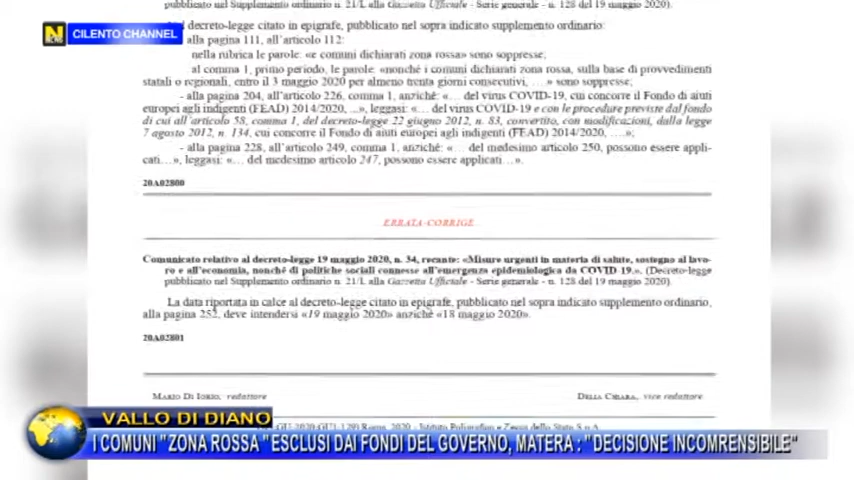 pubblicato nel Supplemento ordinario n. 21/L alla Gazzetta Ufficiale - Serie generale - n. 128 del 19 maggio 2020).
N NEWS CILENTO CHANNEL
decreto-legge citato in epigrafe, pubblicato nel sopra indicato supplemento ordinario:
alla pagina 111, all'articolo 112:
nella rubrica le parole: «e comuni dichiarati zona rossa» sono soppresse;
al comma 1, primo periodo, le parole: «nonché i comuni dichiarati zona rossa, sulla base di provvedimenti
statali o regionali, entro il 3 maggio 2020 per almeno trenta giorni consecutivi, …» sono soppresse;
- alla pagina 204, all'articolo 226, comma 1, anziché: «… del virus COVID-19, cui concorre il Fondo di aiuti
europei agli indigenti (FEAD) 2014/2020, ...», leggasi: «… del virus COVID-19 e con le procedure previste dal fondo
di cui all'articolo 58, comma 1, del decreto-legge 22 giugno 2012, n. 83, convertito, con modificazioni, dalla legge
7 agosto 2012, n. 134, cui concorre il Fondo di aiuti europei agli indigenti (FEAD) 2014/2020, ….»;
- alla pagina 228, all'articolo 249, comma 1, anziché: «… del medesimo articolo 250, possono essere appli-
cati…», leggasi: «… del medesimo articolo 247, possono essere applicati…».
20A02800
ERRATA-CORRIGE
Comunicato relativo al decreto-legge 19 maggio 2020, n. 34, recante: «Misure urgenti in materia di salute, sostegno al lavo-
ro e all'economia, nonché di politiche sociali connesse all'emergenza epidemiologica da COVID-19.». (Decreto-legge
pubblicato nel Supplemento ordinario n. 21/L alla Gazzetta Ufficiale - Serie generale - n. 128 del 19 maggio 2020).
La data riportata in calce al decreto-legge citato in epigrafe, pubblicato nel sopra indicato supplemento ordinario,
alla pagina 252, deve intendersi «19 maggio 2020» anziché «18 maggio 2020».
20A02801
MARIO DI IORIO, redattore
DELIA CHIARA, vice redattore
VALLO DI DIANO
I COMUNI "ZONA ROSSA" ESCLUSI DAI FONDI DEL GOVERNO, MATERA : "DECISIONE INCOMRENSIBILE"